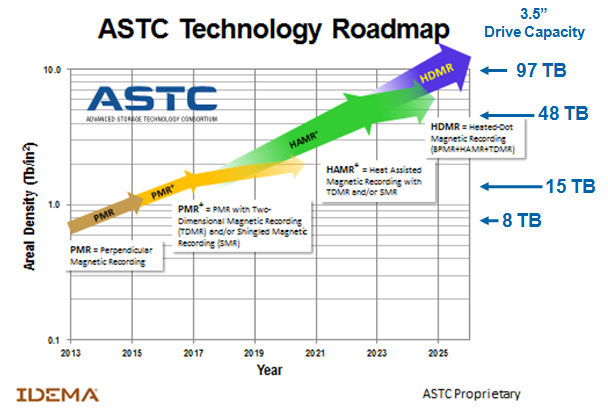 ASTC Technology Roadmap
3.5”
Drive Capacity
10.0
1.0
0.1
Areal Density (Tb/in²)
ASTC
ADVANCED STORAGE TECHNOLOGY CONSORTIUM
PMR
PMR⁺
HAMR⁺
HDMR
97 TB
48 TB
15 TB
8 TB
HDMR = Heated-Dot
Magnetic Recording
(BPMR+HAMR+TDMR)
HAMR⁺ = Heat Assisted
Magnetic Recording with
TDMR and/or SMR
PMR⁺ = PMR with Two-
Dimensional Magnetic Recording
(TDMR) and/or Shingled Magnetic
Recording (SMR)
PMR = Perpendicular
Magnetic Recording
2013 2015 2017 2019 2021 2023 2025
Year
IDEMA®
ASTC Proprietary